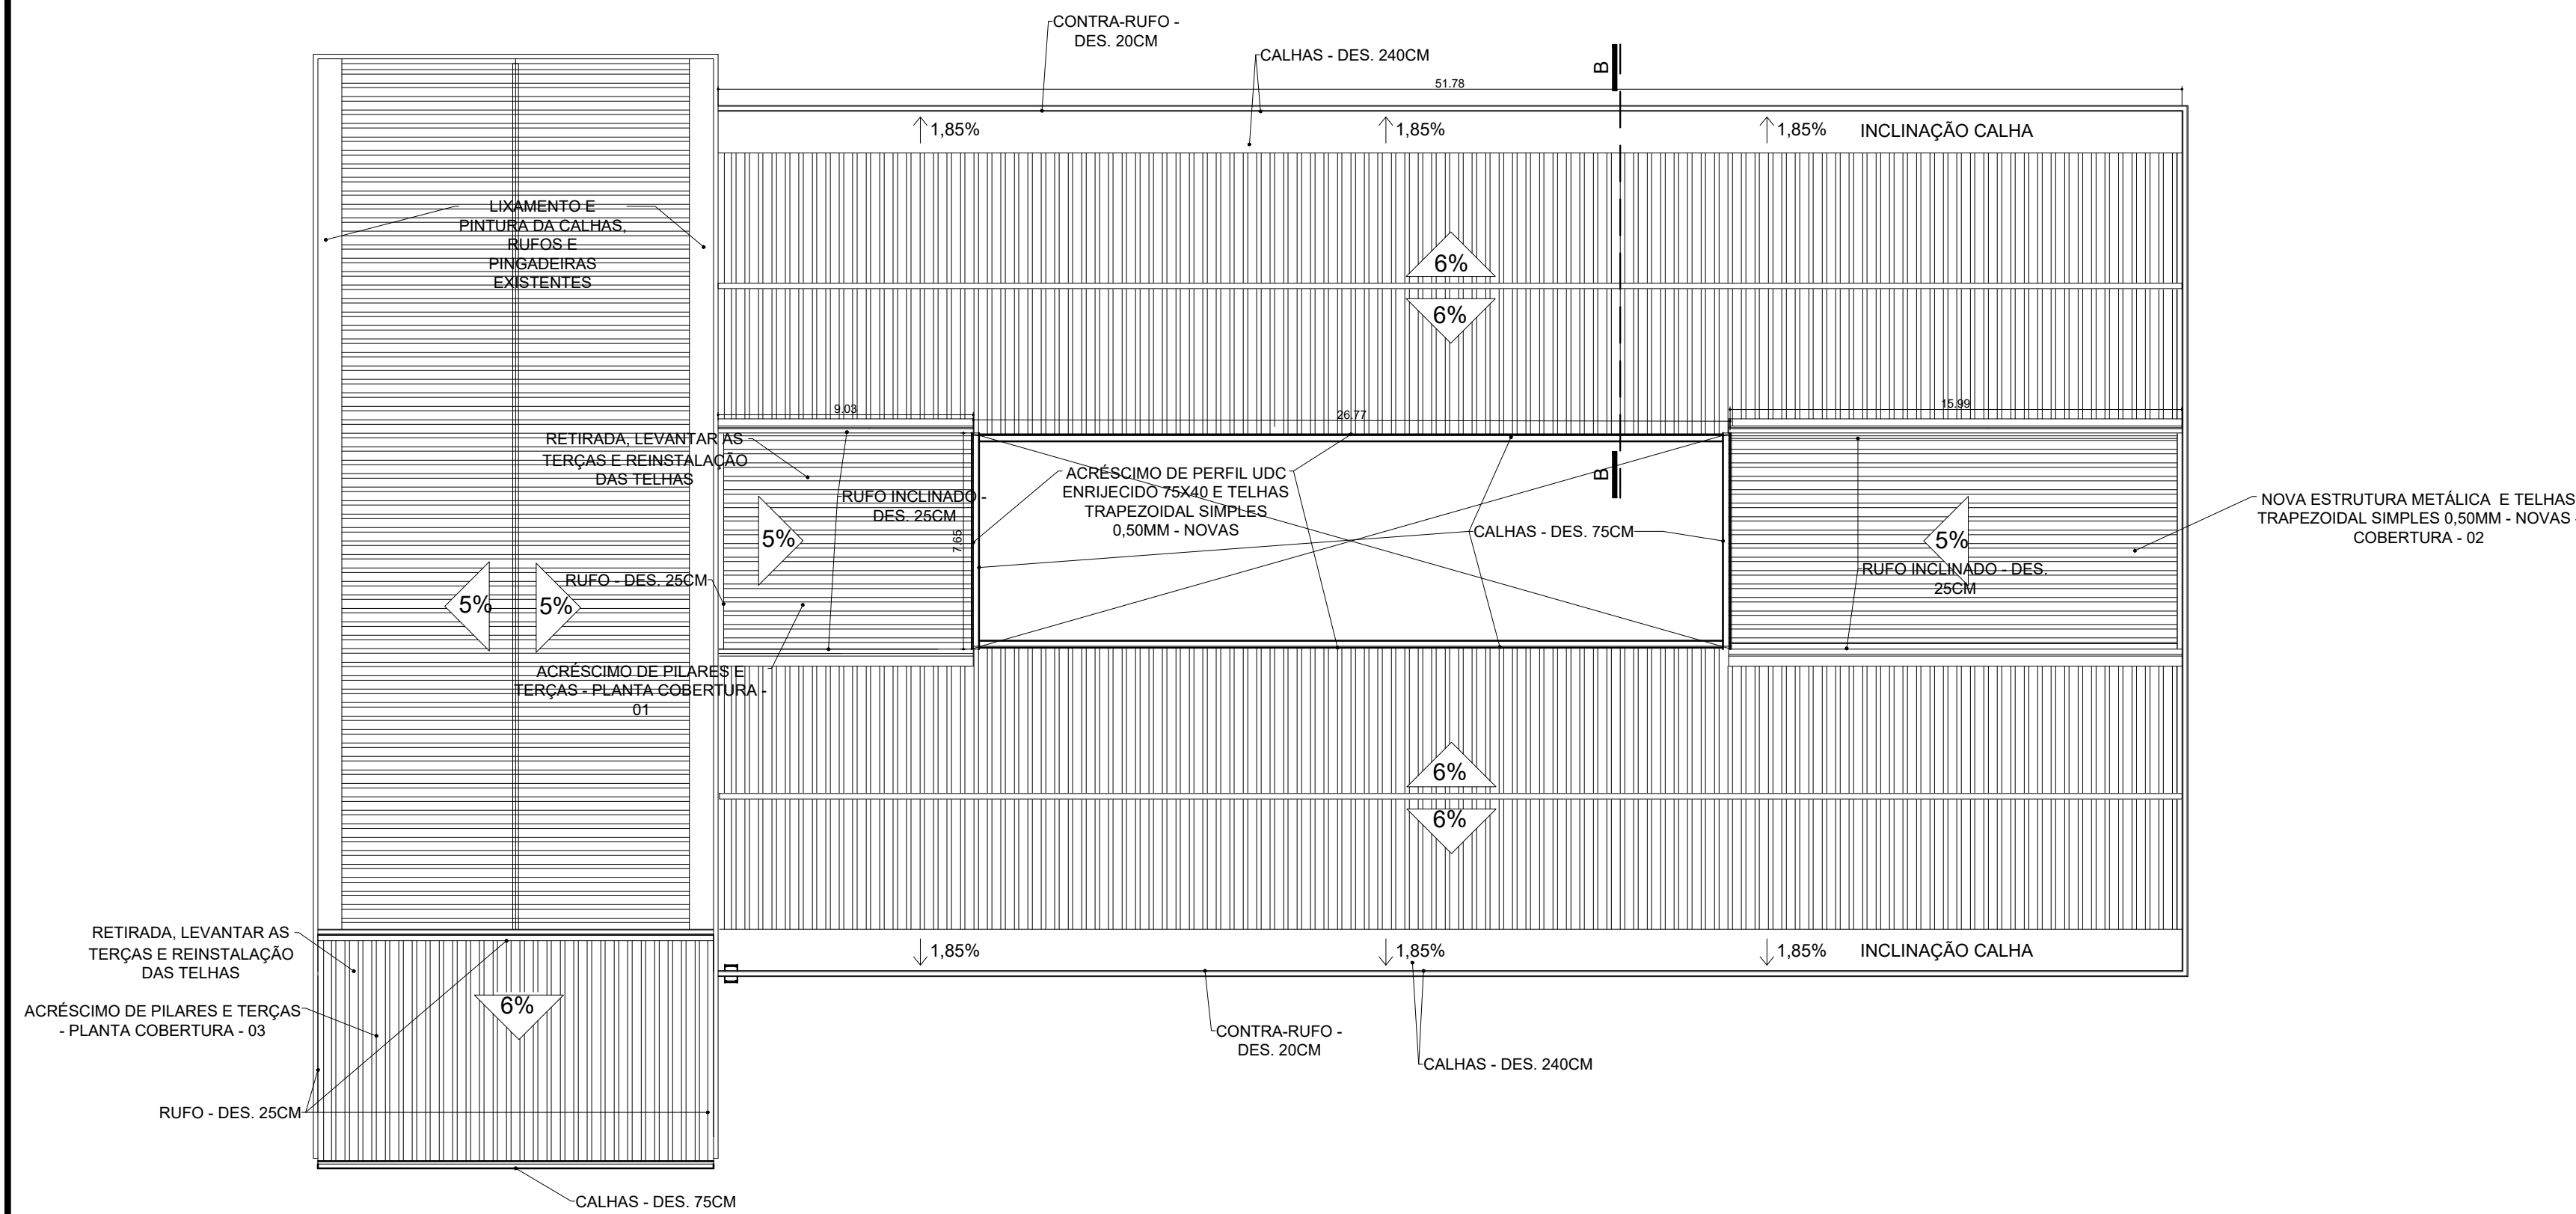 CONTRA-RUFO -
DES. 20CM
CALHAS - DES. 240CM
B
51.78
1,85%
1,85%
1,85%
INCLINAÇÃO CALHA
LIXAMENTO E
PINTURA DA CALHAS,
RUFOS E
PINGADEIRAS
EXISTENTES
6%
6%
9.03
26.77
15.99
RETIRADA, LEVANTAR AS
TERÇAS E REINSTALAÇÃO
DAS TELHAS
RUFO INCLINADO -
DES. 25CM
7.65
5%
ACRÉSCIMO DE PERFIL UDC
ENRIJECIDO 75X40 E TELHAS
TRAPEZOIDAL SIMPLES
0,50MM - NOVAS
B
CALHAS - DES. 75CM
5%
NOVA ESTRUTURA METÁLICA E TELHAS
TRAPEZOIDAL SIMPLES 0,50MM - NOVAS -
COBERTURA - 02
RUFO INCLINADO - DES.
25CM
RUFO - DES. 25CM
5%
5%
ACRÉSCIMO DE PILARES E
TERÇAS - PLANTA COBERTURA -
01
6%
6%
RETIRADA, LEVANTAR AS
TERÇAS E REINSTALAÇÃO
DAS TELHAS
1,85%
1,85%
1,85%
INCLINAÇÃO CALHA
6%
ACRÉSCIMO DE PILARES E TERÇAS
- PLANTA COBERTURA - 03
CONTRA-RUFO -
DES. 20CM
CALHAS - DES. 240CM
RUFO - DES. 25CM
CALHAS - DES. 75CM